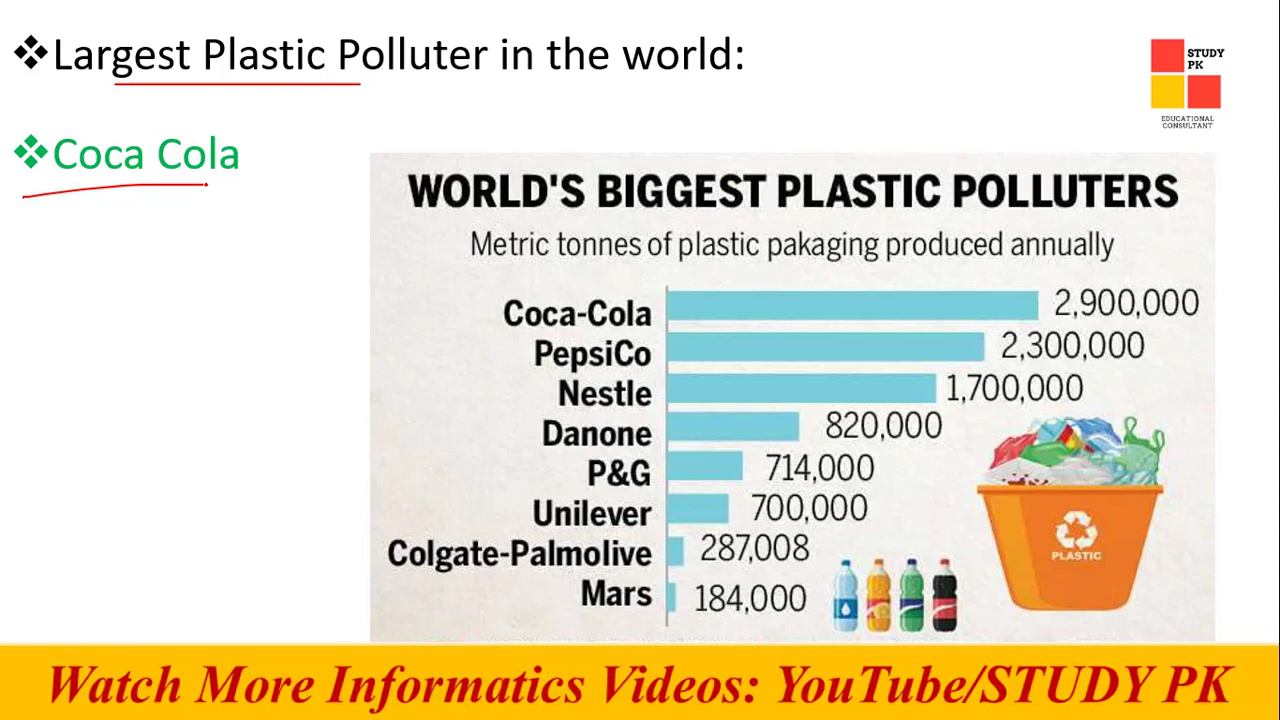 ❖Largest Plastic Polluter in the world:
STUDY
PK
EDUCATIONAL
CONSULTANT
❖Coca Cola
WORLD'S BIGGEST PLASTIC POLLUTERS
Metric tonnes of plastic pakaging produced annually
Coca-Cola 2,900,000
PepsiCo 2,300,000
Nestle 1,700,000
Danone 820,000
P&G 714,000
Unilever 700,000
Colgate-Palmolive 287,008
Mars 184,000
PLASTIC
Watch More Informatics Videos: YouTube/STUDY PK